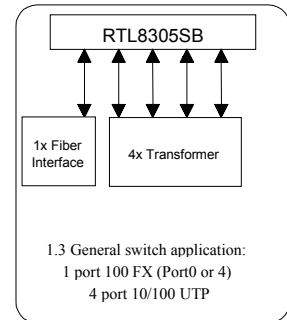 RTL8305SB
1x Fiber
Interface
4x Transformer
1.3 General switch application:
1 port 100 FX (Port0 or 4)
4 port 10/100 UTP